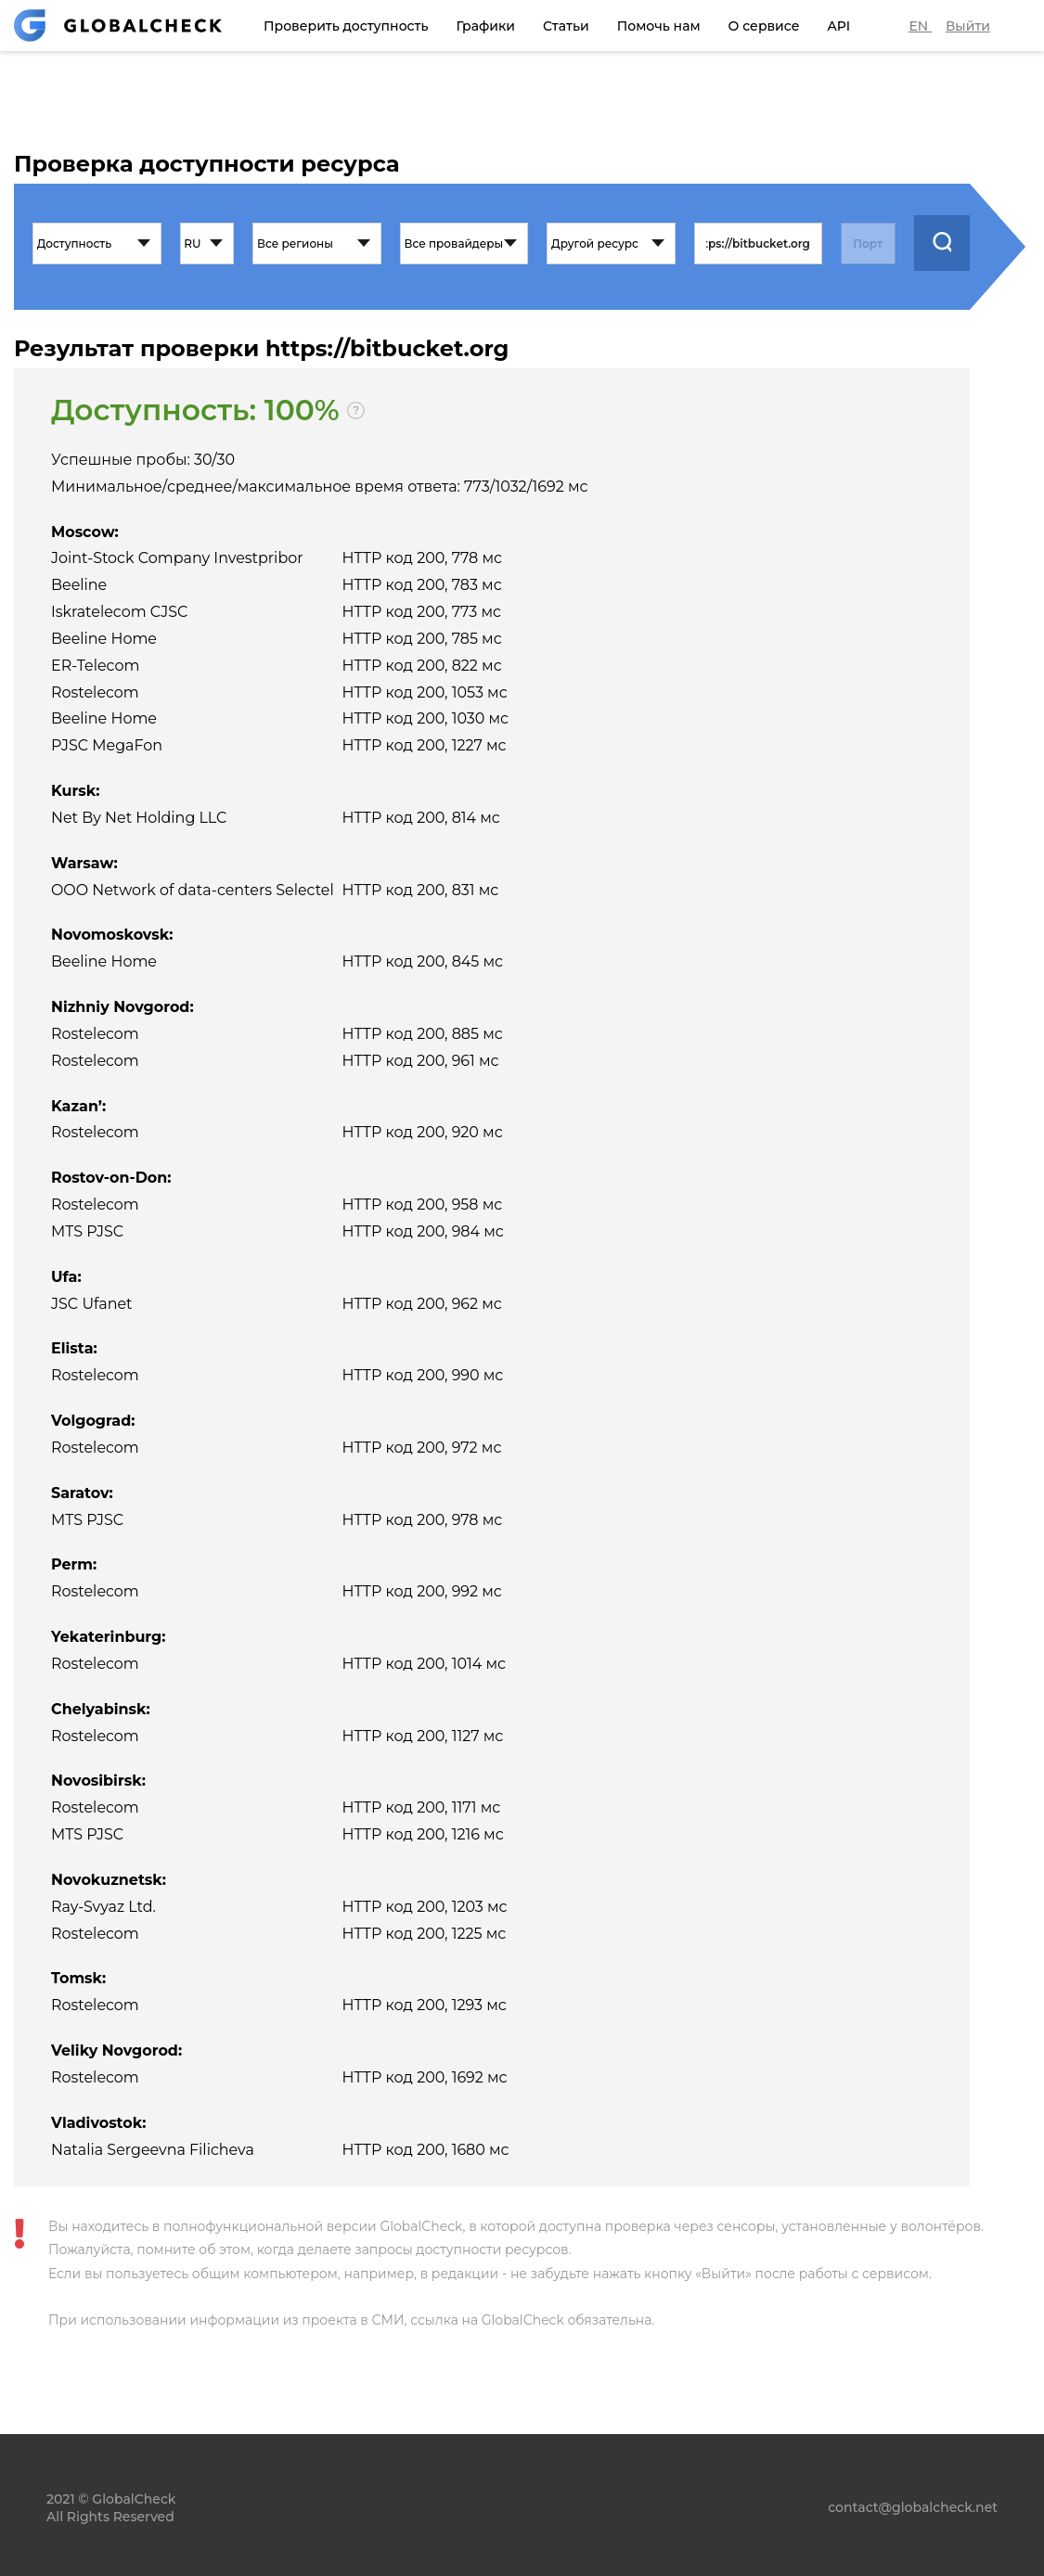 GLOBALCHECK Проверить доступность Графики Статьи Помочь нам О сервисе API EN Выйти
Проверка доступности ресурса
Доступность RU Все регионы Все провайдеры Другой ресурс :ps://bitbucket.org Порт
Результат проверки https://bitbucket.org
Доступность: 100% ?
Успешные пробы: 30/30
Минимальное/среднее/максимальное время ответа: 773/1032/1692 мс
Moscow:
Joint-Stock Company Investpribor HTTP код 200, 778 мс
Beeline HTTP код 200, 783 мс
Iskratelecom CJSC HTTP код 200, 773 мс
Beeline Home HTTP код 200, 785 мс
ER-Telecom HTTP код 200, 822 мс
Rostelecom HTTP код 200, 1053 мс
Beeline Home HTTP код 200, 1030 мс
PJSC MegaFon HTTP код 200, 1227 мс
Kursk:
Net By Net Holding LLC HTTP код 200, 814 мс
Warsaw:
OOO Network of data-centers Selectel HTTP код 200, 831 мс
Novomoskovsk:
Beeline Home HTTP код 200, 845 мс
Nizhniy Novgorod:
Rostelecom HTTP код 200, 885 мс
Rostelecom HTTP код 200, 961 мс
Kazan’:
Rostelecom HTTP код 200, 920 мс
Rostov-on-Don:
Rostelecom HTTP код 200, 958 мс
MTS PJSC HTTP код 200, 984 мс
Ufa:
JSC Ufanet HTTP код 200, 962 мс
Elista:
Rostelecom HTTP код 200, 990 мс
Volgograd:
Rostelecom HTTP код 200, 972 мс
Saratov:
MTS PJSC HTTP код 200, 978 мс
Perm:
Rostelecom HTTP код 200, 992 мс
Yekaterinburg:
Rostelecom HTTP код 200, 1014 мс
Chelyabinsk:
Rostelecom HTTP код 200, 1127 мс
Novosibirsk:
Rostelecom HTTP код 200, 1171 мс
MTS PJSC HTTP код 200, 1216 мс
Novokuznetsk:
Ray-Svyaz Ltd. HTTP код 200, 1203 мс
Rostelecom HTTP код 200, 1225 мс
Tomsk:
Rostelecom HTTP код 200, 1293 мс
Veliky Novgorod:
Rostelecom HTTP код 200, 1692 мс
Vladivostok:
Natalia Sergeevna Filicheva HTTP код 200, 1680 мс
Вы находитесь в полнофункциональной версии GlobalCheck, в которой доступна проверка через сенсоры, установленные у волонтёров.
Пожалуйста, помните об этом, когда делаете запросы доступности ресурсов.
Если вы пользуетесь общим компьютером, например, в редакции - не забудьте нажать кнопку «Выйти» после работы с сервисом.
При использовании информации из проекта в СМИ, ссылка на GlobalCheck обязательна.
2021 © GlobalCheck
All Rights Reserved
contact@globalcheck.net